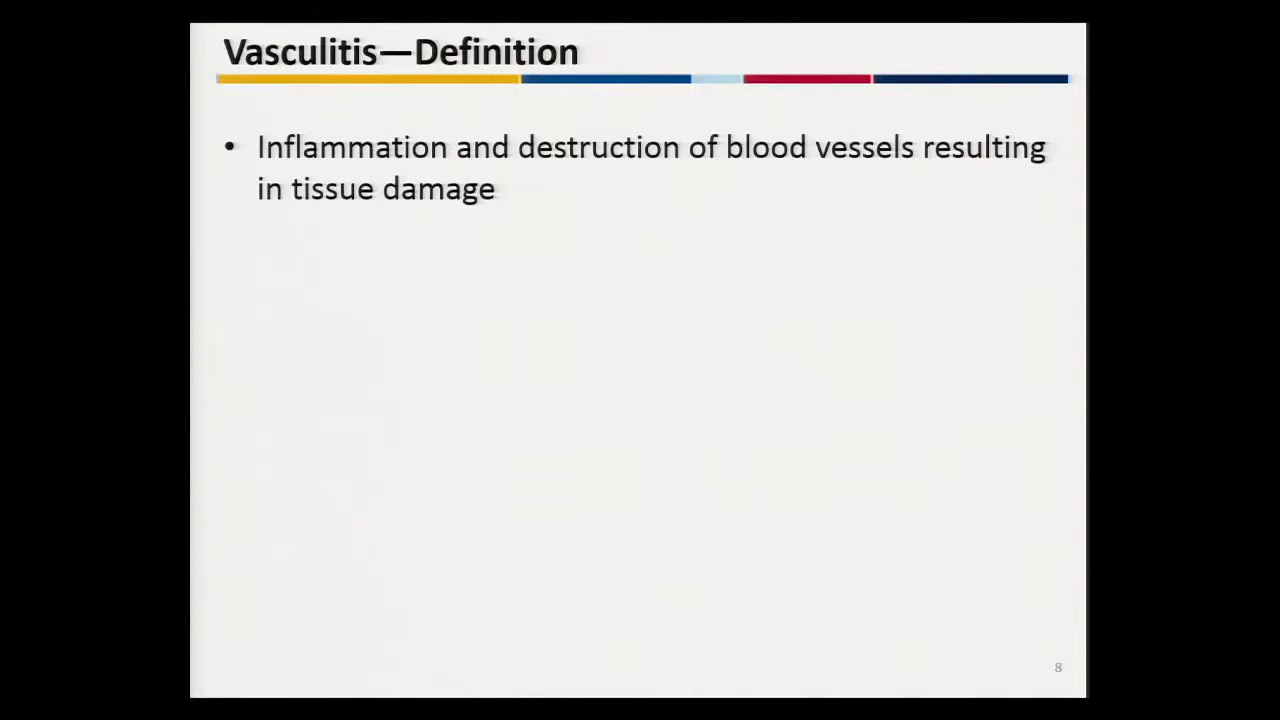 Vasculitis—Definition
• Inflammation and destruction of blood vessels resulting
in tissue damage
8